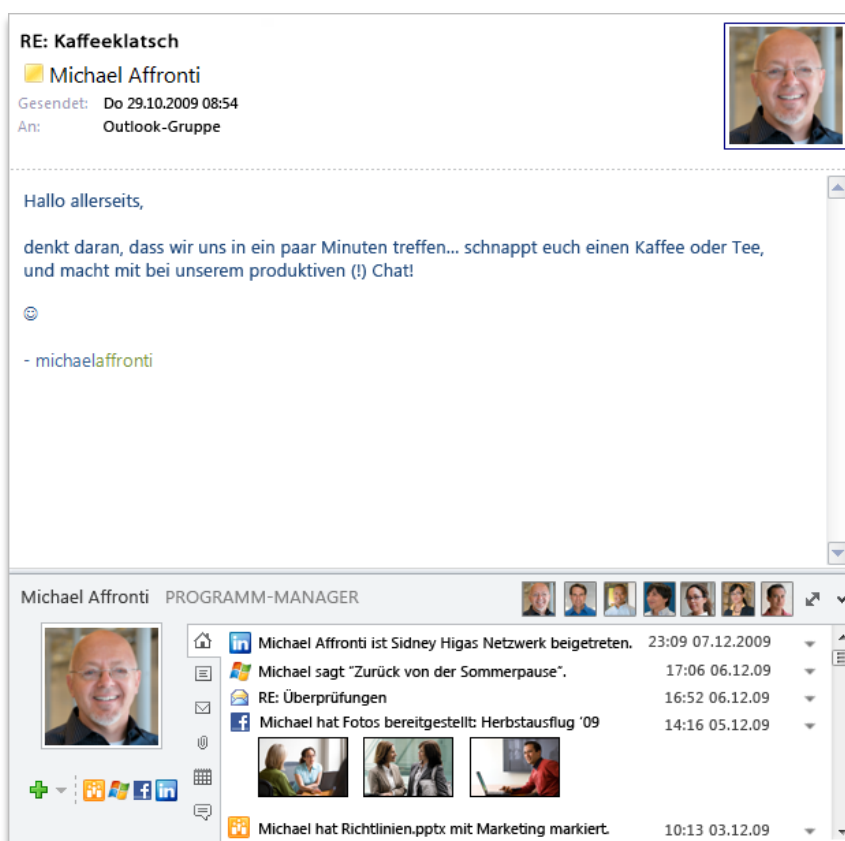 RE: Kaffeeklatsch
Michael Affronti
Gesendet: Do 29.10.2009 08:54
An: Outlook-Gruppe
Hallo allerseits,
denkt daran, dass wir uns in ein paar Minuten treffen... schnappt euch einen Kaffee oder Tee,
und macht mit bei unserem produktiven (!) Chat!
☺
- michaelaffronti
Michael Affronti PROGRAMM-MANAGER
in Michael Affronti ist Sidney Higas Netzwerk beigetreten. 23:09 07.12.2009
Michael sagt "Zurück von der Sommerpause". 17:06 06.12.09
RE: Überprüfungen 16:52 06.12.09
f Michael hat Fotos bereitgestellt: Herbstausflug '09 14:16 05.12.09
f in
Michael hat Richtlinien.pptx mit Marketing markiert. 10:13 03.12.09